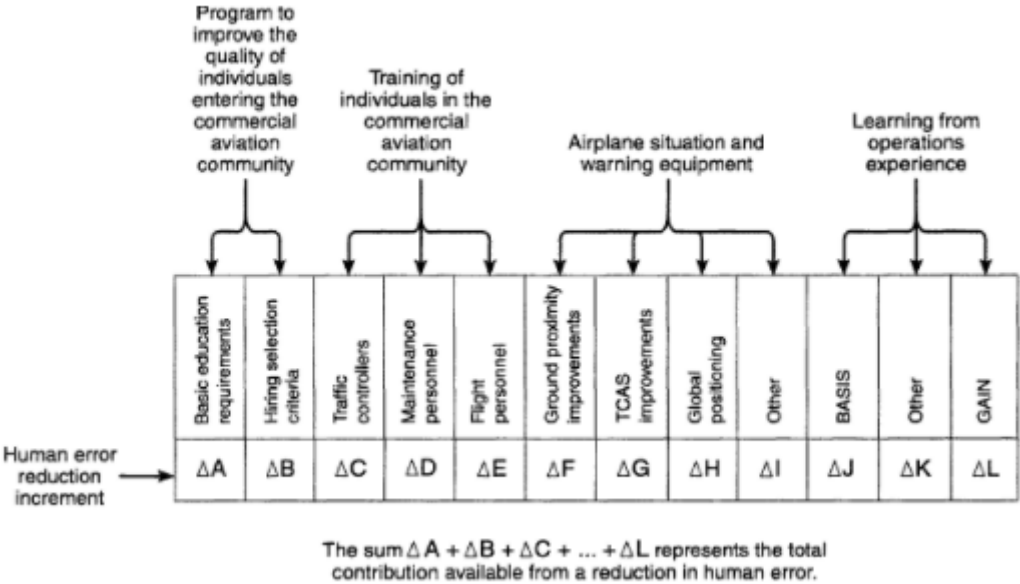 Program to
improve the
quality of
individuals
entering the
commercial
aviation
community
Training of
individuals in the
commercial
aviation
community
Airplane situation and
warning equipment
Learning from
operations
experience
Basic education
requirements
Hiring selection
criteria
Traffic
controllers
Maintenance
personnel
Flight
personnel
Ground proximity
improvements
TCAS
improvements
Global
positioning
Other
BASIS
Other
GAIN
Human error
reduction
increment
ΔA ΔB ΔC ΔD ΔE ΔF ΔG ΔH ΔI ΔJ ΔK ΔL
The sum ΔA + ΔB + ΔC + ... + ΔL represents the total
contribution available from a reduction in human error.